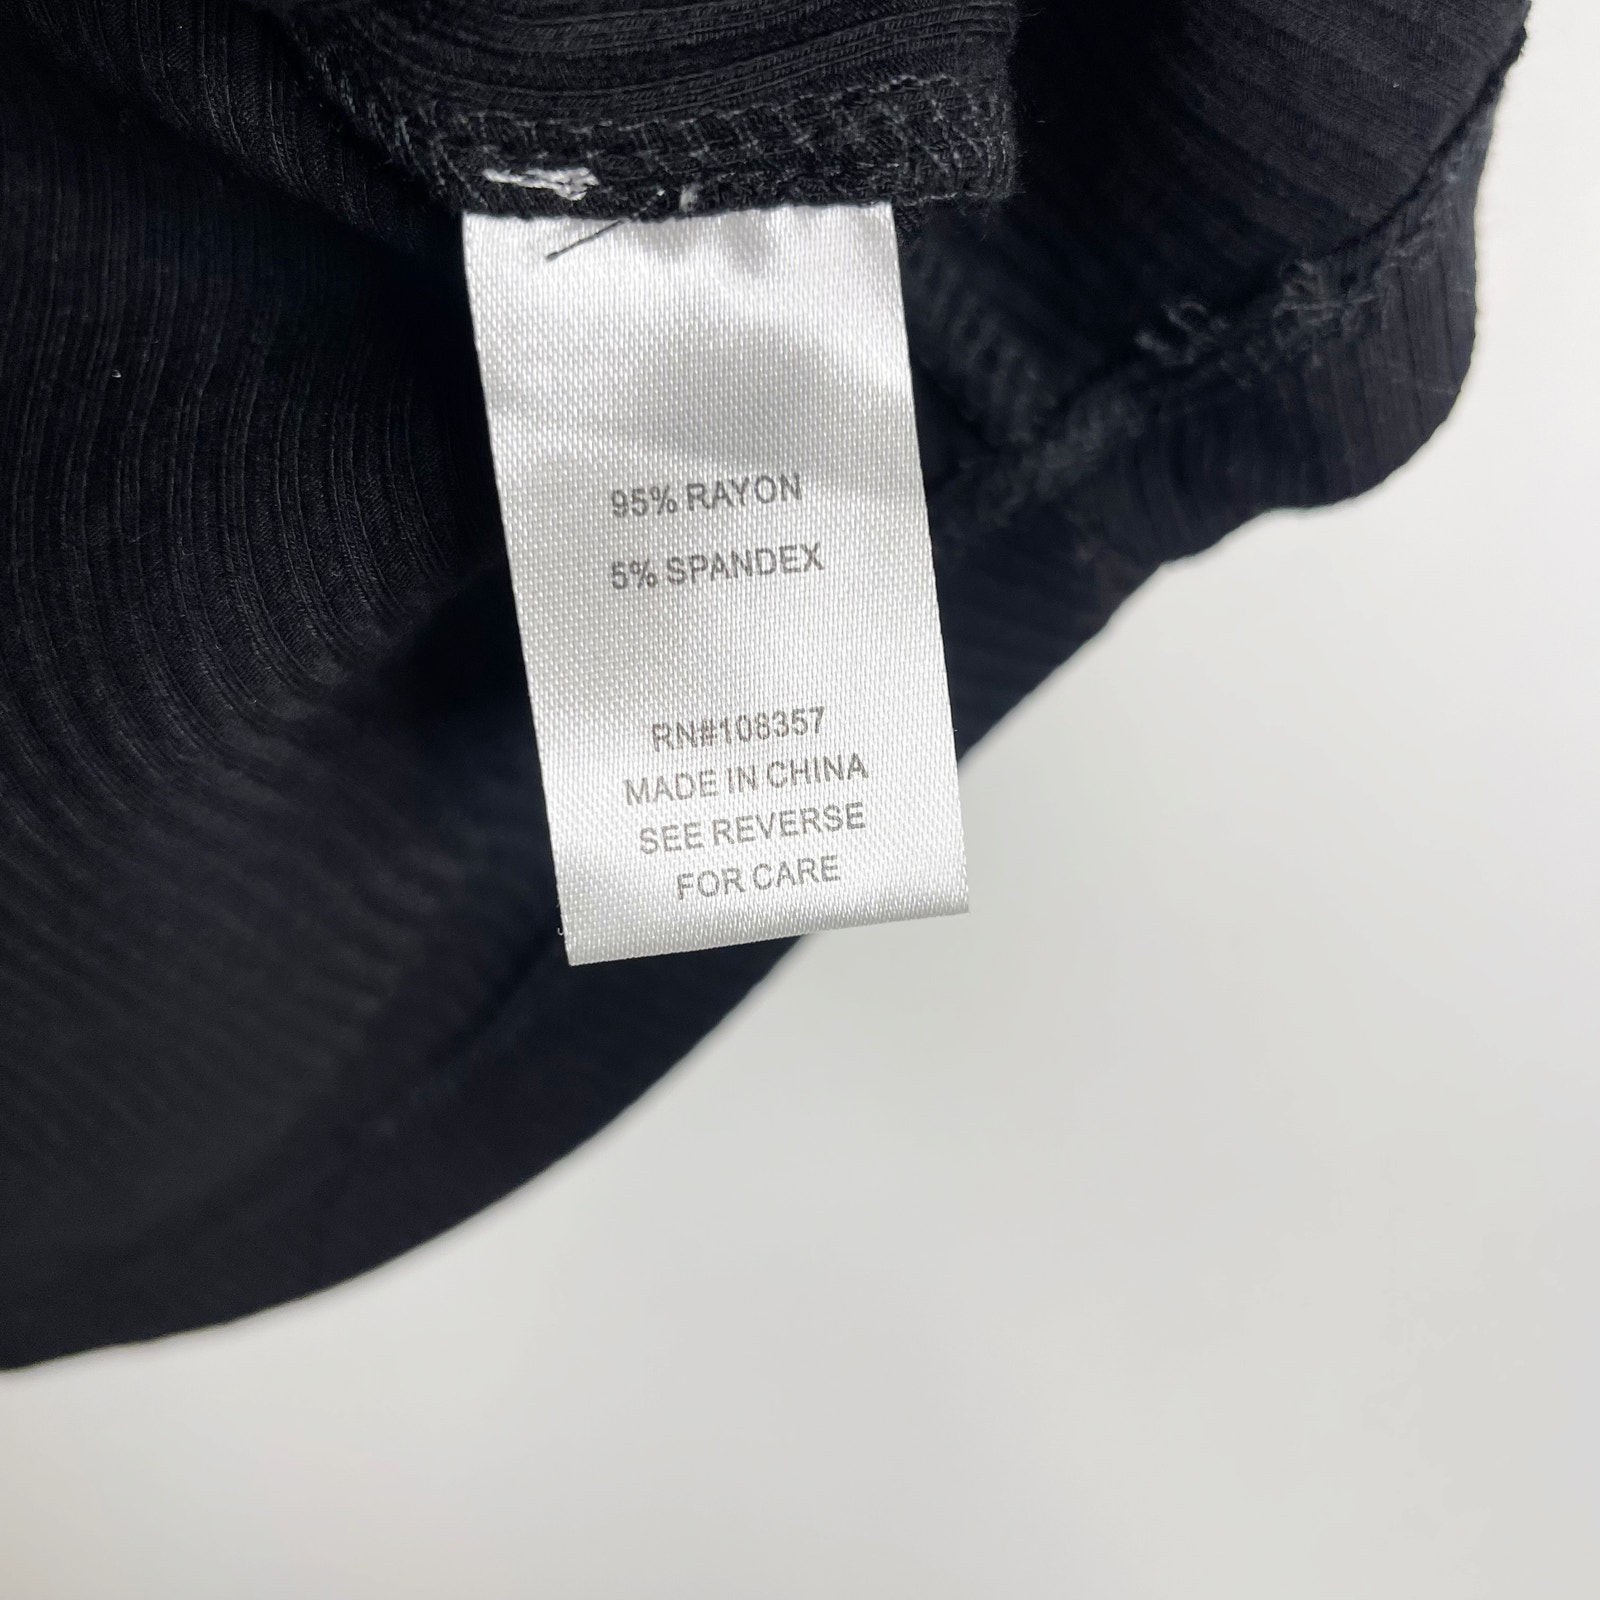 95% RAYON
5% SPANDEX
RN#108357
MADE IN CHINA
SEE REVERSE
FOR CARE